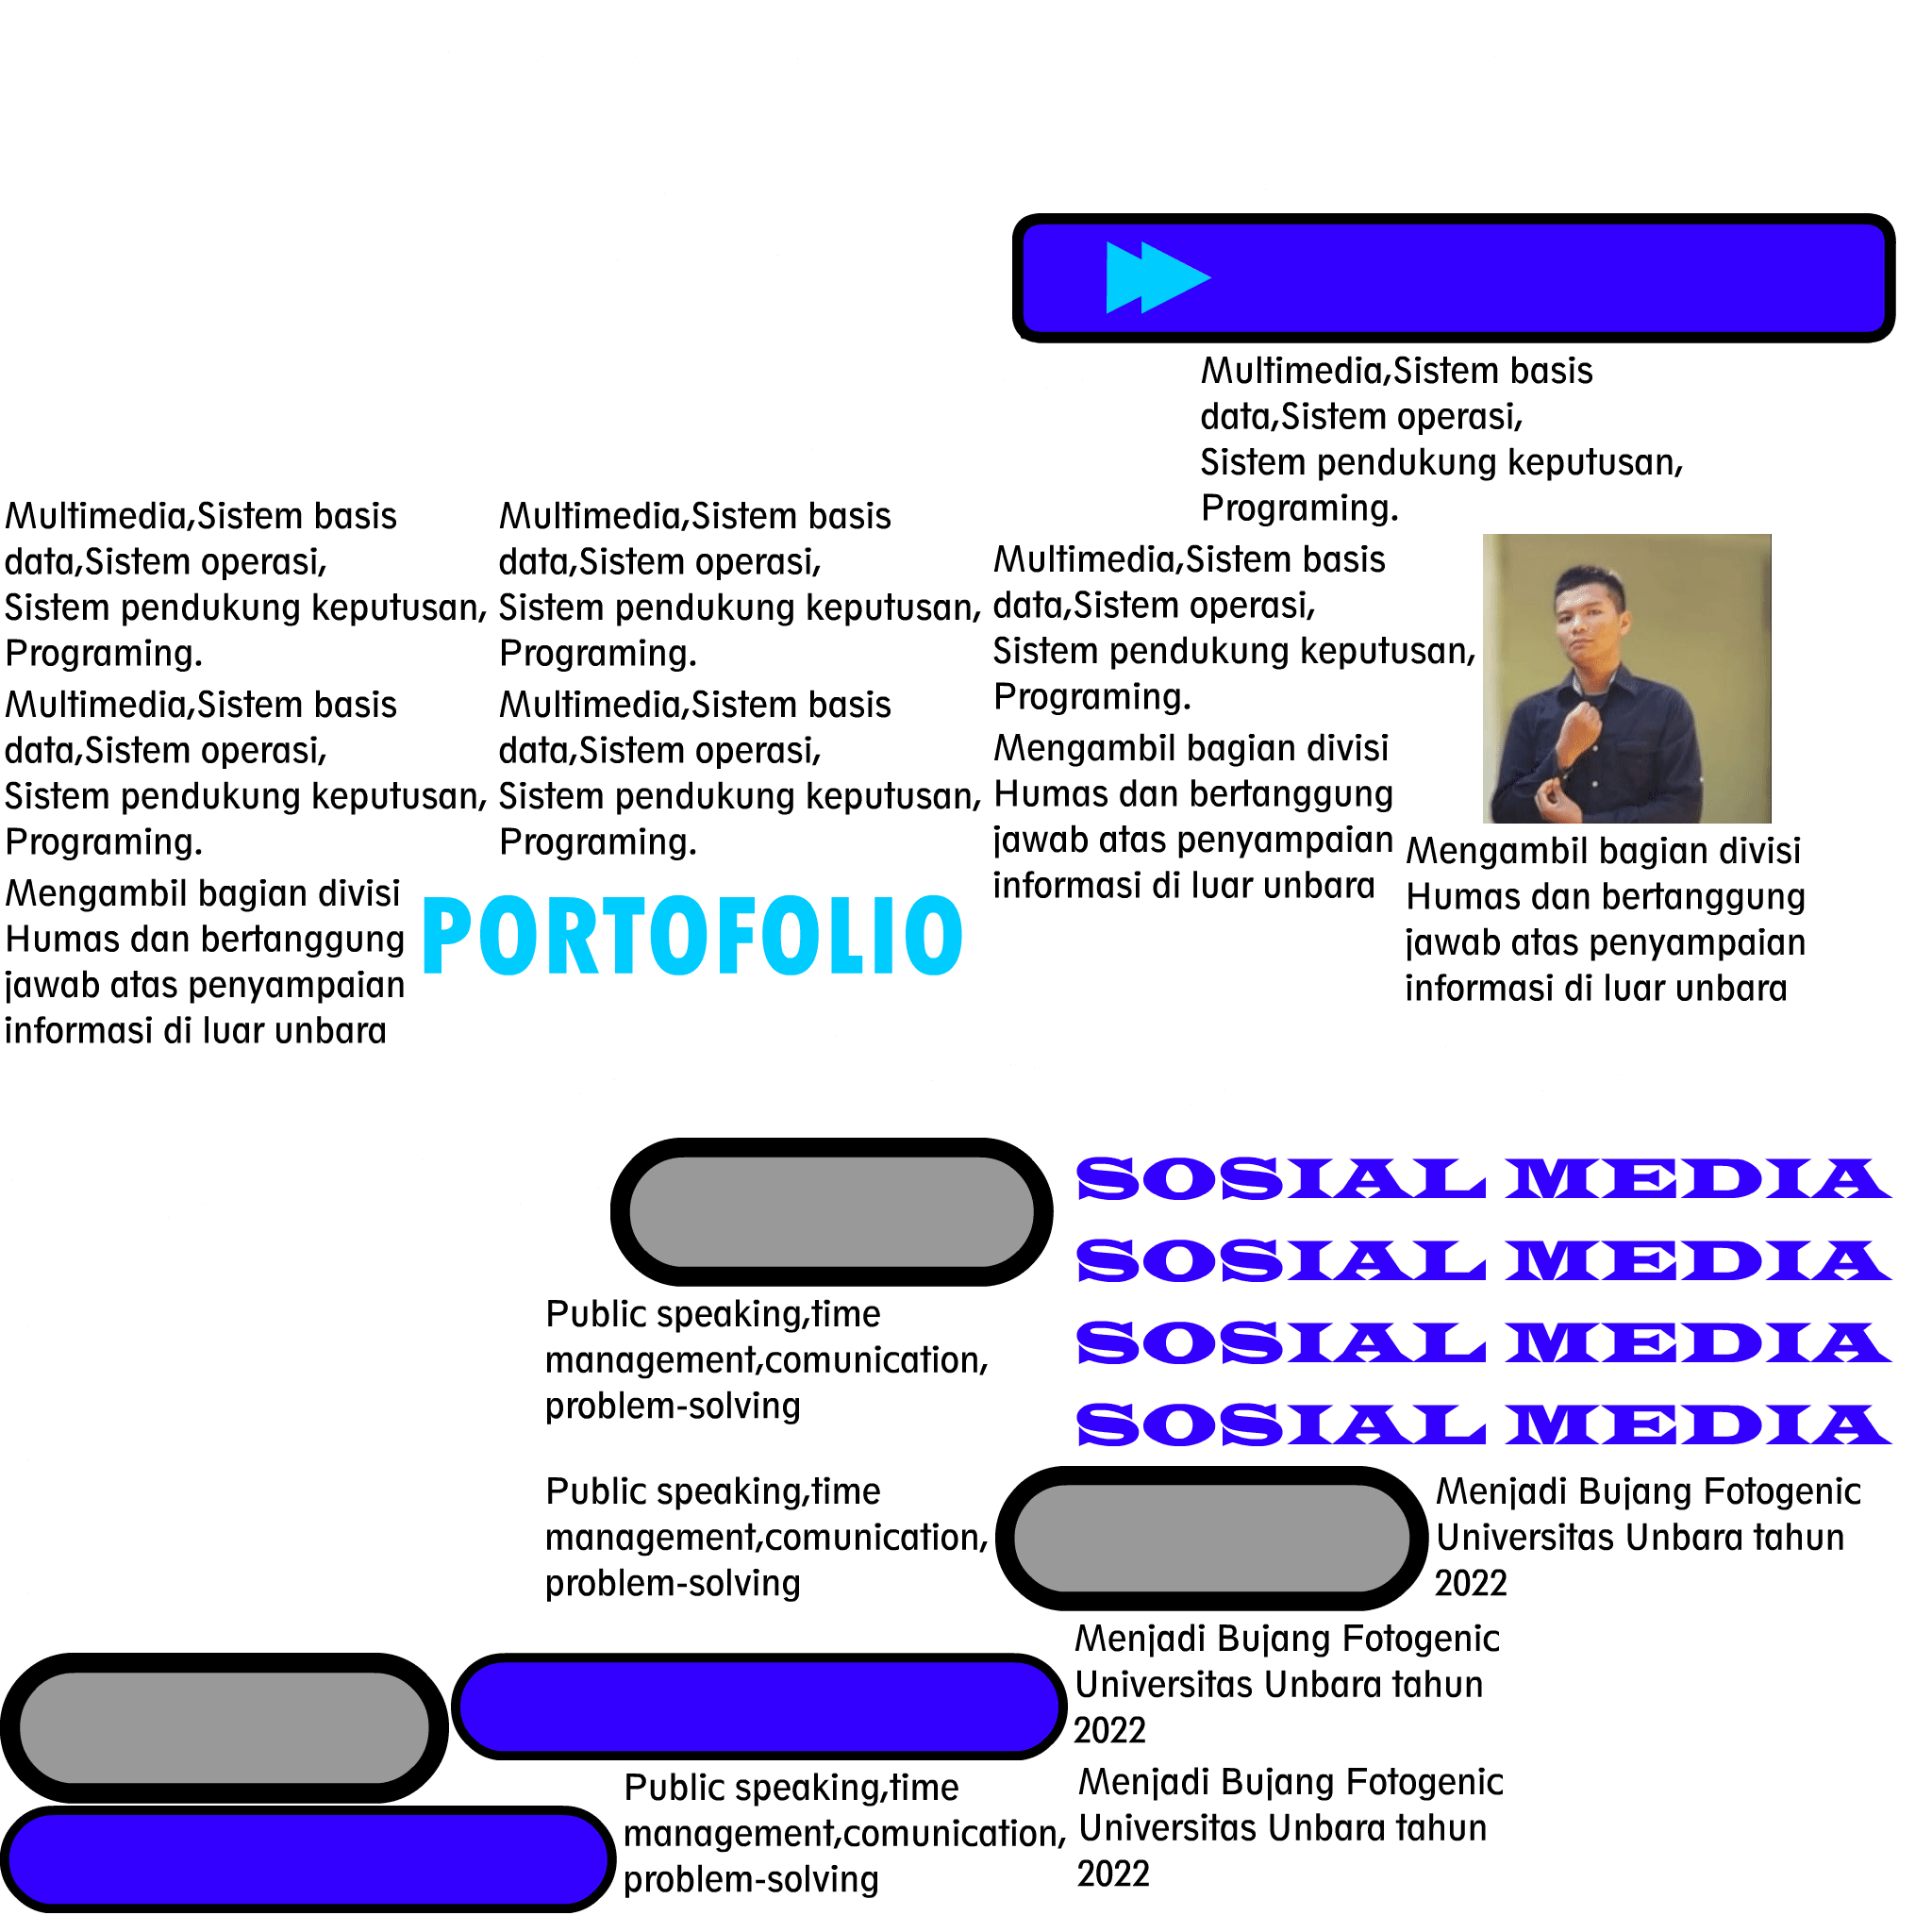 Multimedia,Sistem basis
data,Sistem operasi,
Sistem pendukung keputusan,
Programing.
Multimedia,Sistem basis
data,Sistem operasi,
Sistem pendukung keputusan,
Programing.
Multimedia,Sistem basis
data,Sistem operasi,
Sistem pendukung keputusan,
Programing.
Multimedia,Sistem basis
data,Sistem operasi,
Sistem pendukung keputusan,
Programing.
Multimedia,Sistem basis
data,Sistem operasi,
Sistem pendukung keputusan,
Programing.
Multimedia,Sistem basis
data,Sistem operasi,
Sistem pendukung keputusan,
Programing.
Mengambil bagian divisi
Humas dan bertanggung
jawab atas penyampaian
informasi di luar unbara
Mengambil bagian divisi
Humas dan bertanggung
jawab atas penyampaian
informasi di luar unbara
PORTOFOLIO
Mengambil bagian divisi
Humas dan bertanggung
jawab atas penyampaian
informasi di luar unbara
SOSIAL MEDIA
SOSIAL MEDIA
SOSIAL MEDIA
SOSIAL MEDIA
Public speaking,time
management,comunication,
problem-solving
Public speaking,time
management,comunication,
problem-solving
Menjadi Bujang Fotogenic
Universitas Unbara tahun
2022
Menjadi Bujang Fotogenic
Universitas Unbara tahun
2022
Public speaking,time
management,comunication,
problem-solving
Menjadi Bujang Fotogenic
Universitas Unbara tahun
2022